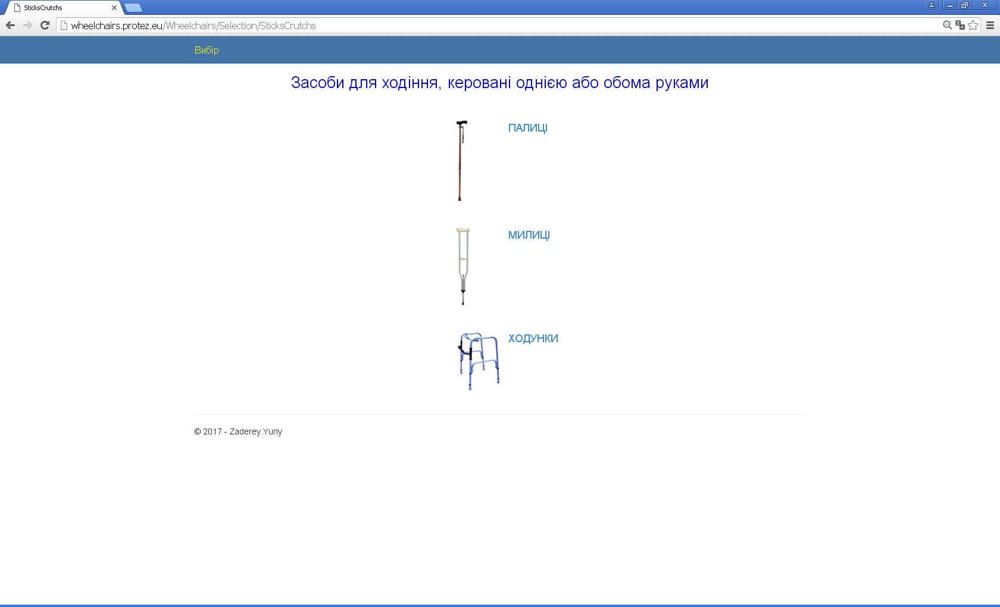 SticksCrutchs
wheelchairs.protez.eu/Wheelchairs/Selection/SticksCrutchs
Вибір
Засоби для ходіння, керовані однією або обома руками
ПАЛИЦІ
МИЛИЦІ
ХОДУНКИ
© 2017 - Zaderey.Yuriy